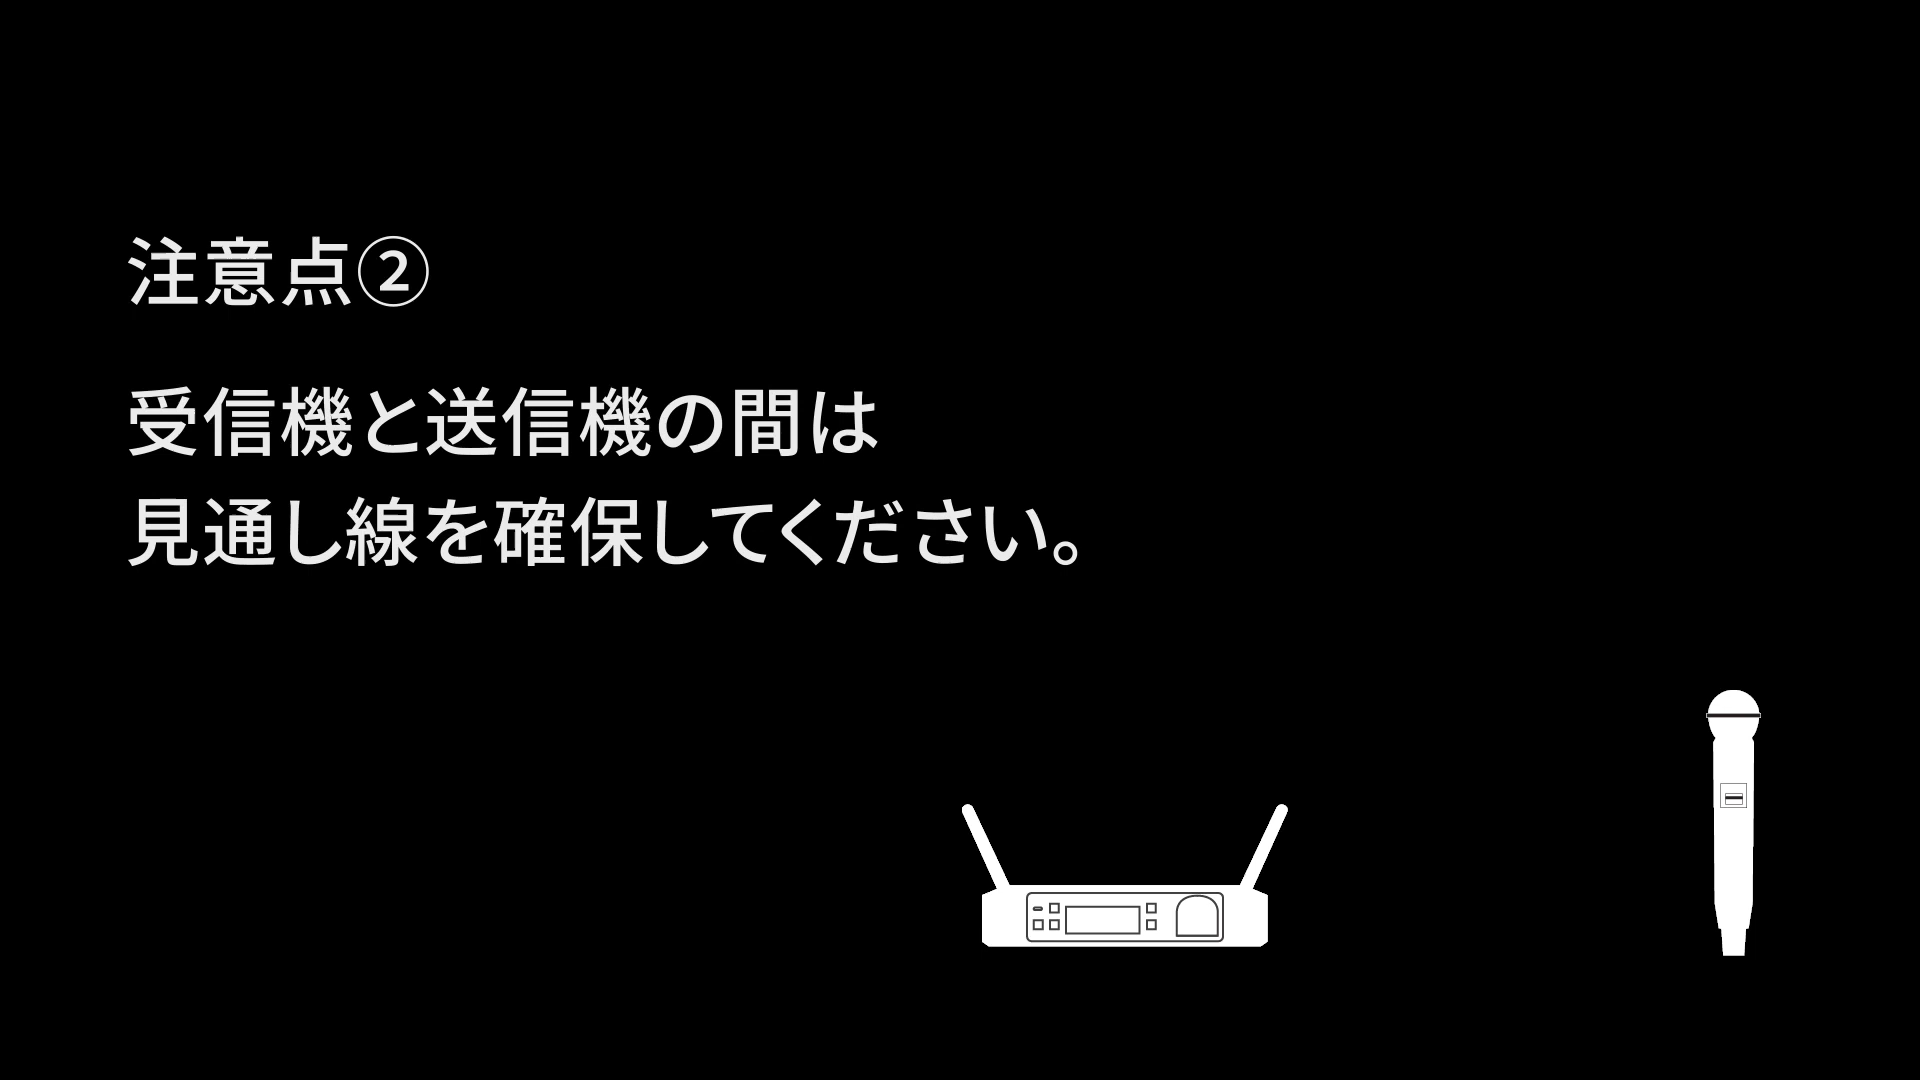 注意点②
受信機と送信機の間は
見通し線を確保してください。